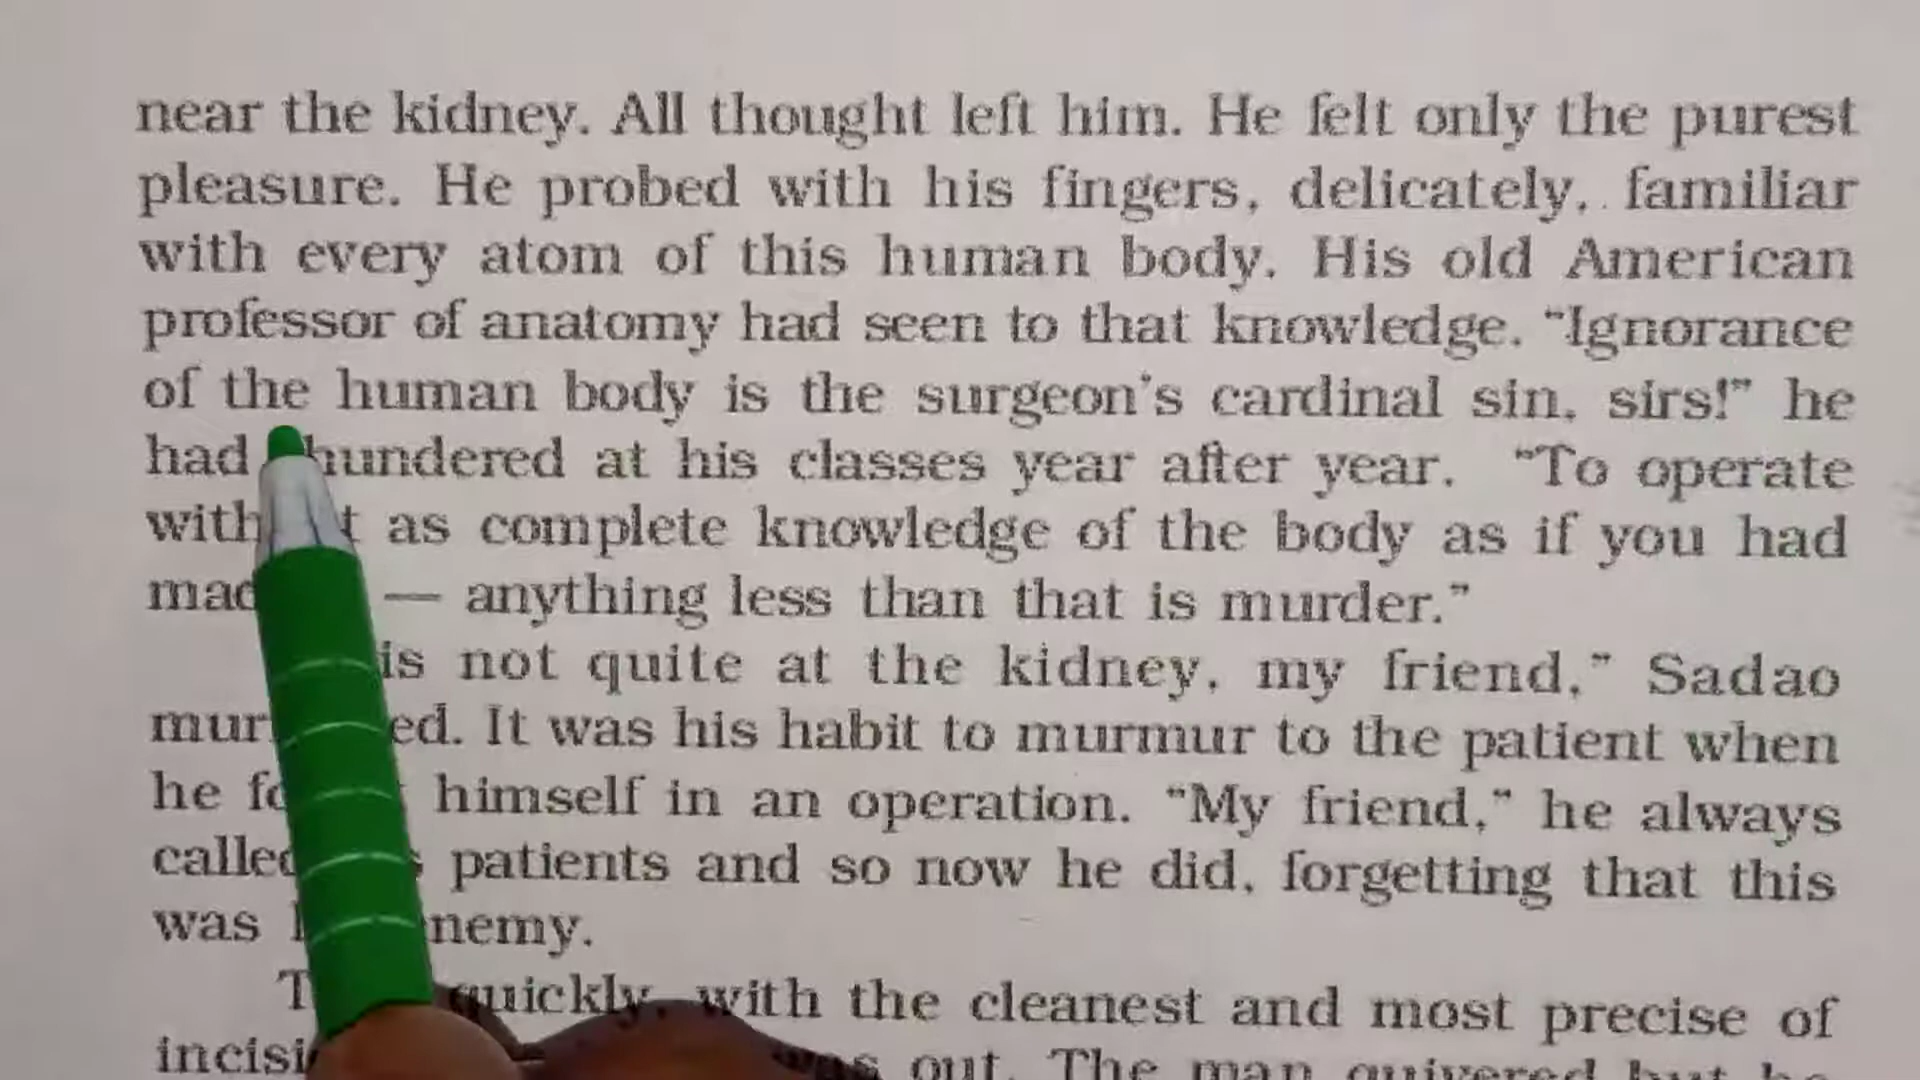 near the kidney. All thought left him. He felt only the purest
pleasure. He probed with his fingers, delicately, familiar
with every atom of this human body. His old American
professor of anatomy had seen to that knowledge. “Ignorance
of the human body is the surgeon’s cardinal sin, sirs!” he
had hundered at his classes year after year. “To operate
with t as complete knowledge of the body as if you had
— anything less than that is murder.”
is not quite at the kidney, my friend,” Sadao
ed. It was his habit to murmur to the patient when
he himself in an operation. “My friend,” he always
patients and so now he did, forgetting that this
was nemy.
quickly, with the cleanest and most precise of
out. The man quivered but he